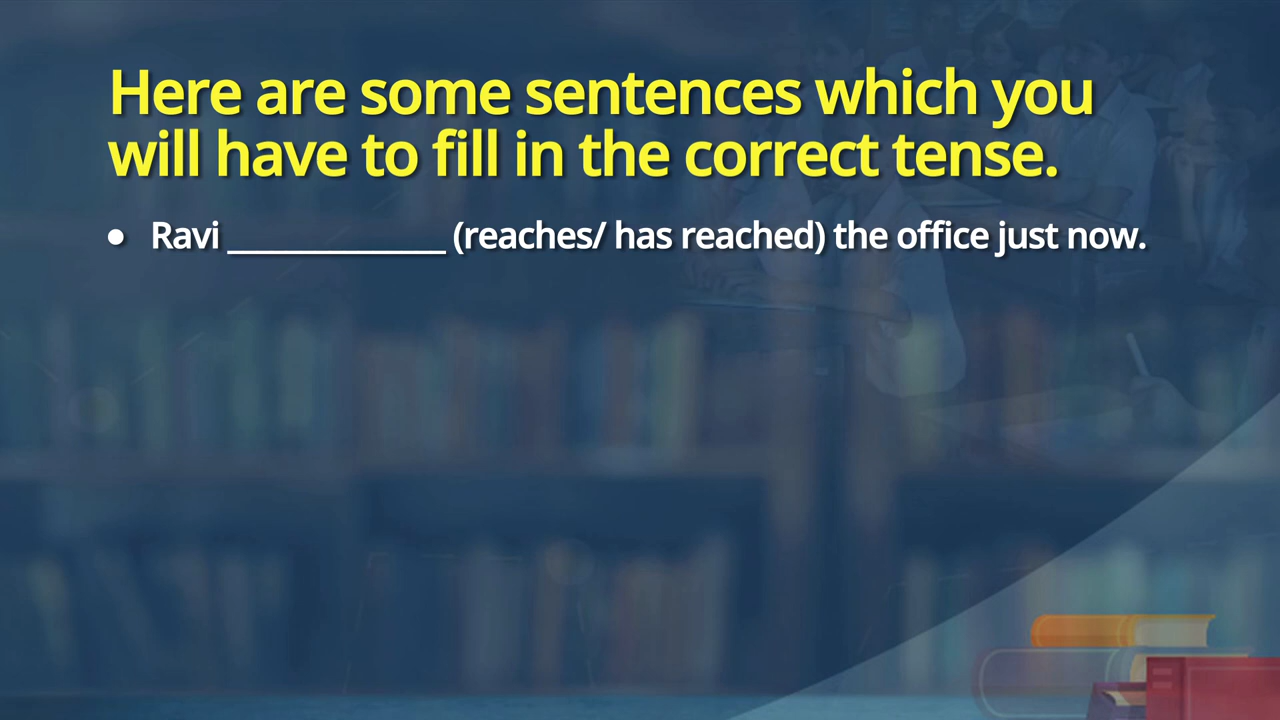 Here are some sentences which you
will have to fill in the correct tense.
• Ravi ______________ (reaches/ has reached) the office just now.